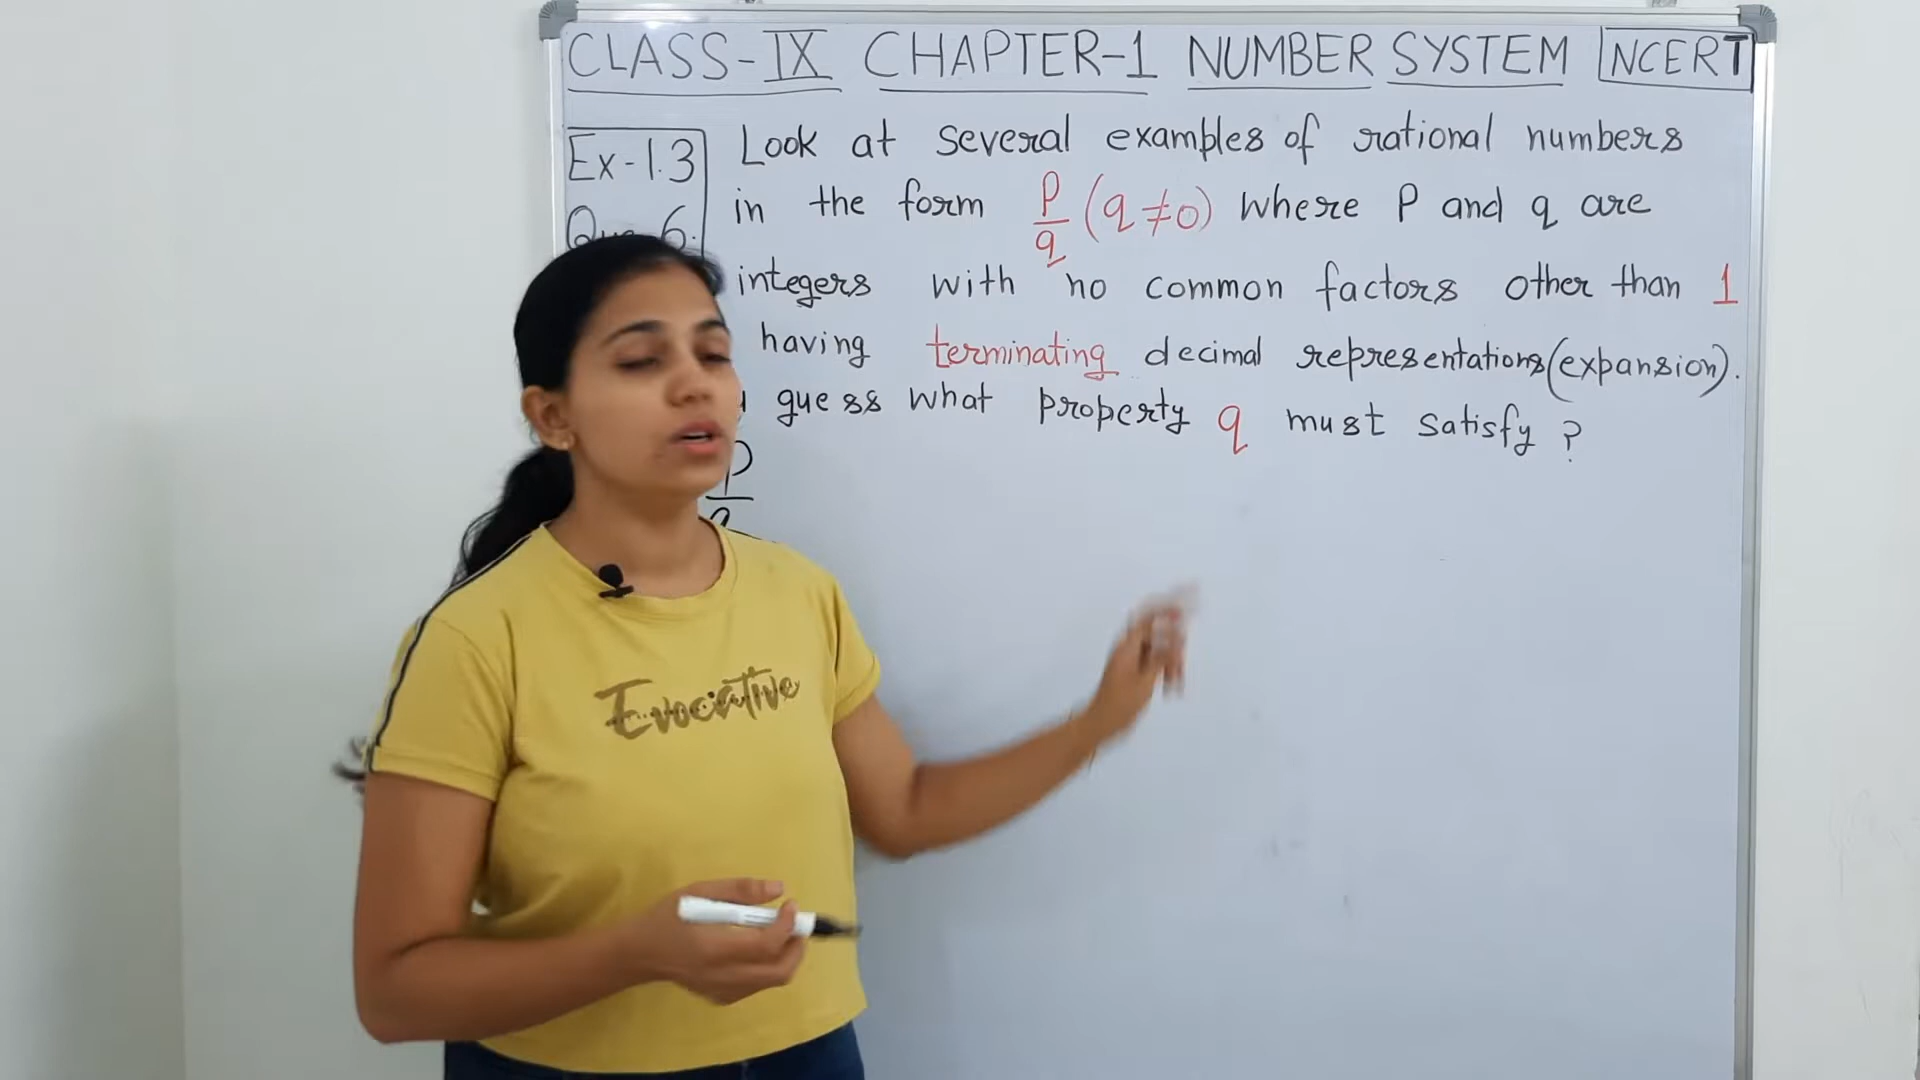 CLASS-IX CHAPTER-1 NUMBER SYSTEM NCERT
Ex-1.3 Look at several examples of rational numbers
in the form p/q (q≠0) where P and q are
integers with no common factors other than 1
having terminating decimal representations (expansion).
guess what property q must satisfy ?
P
Evocative